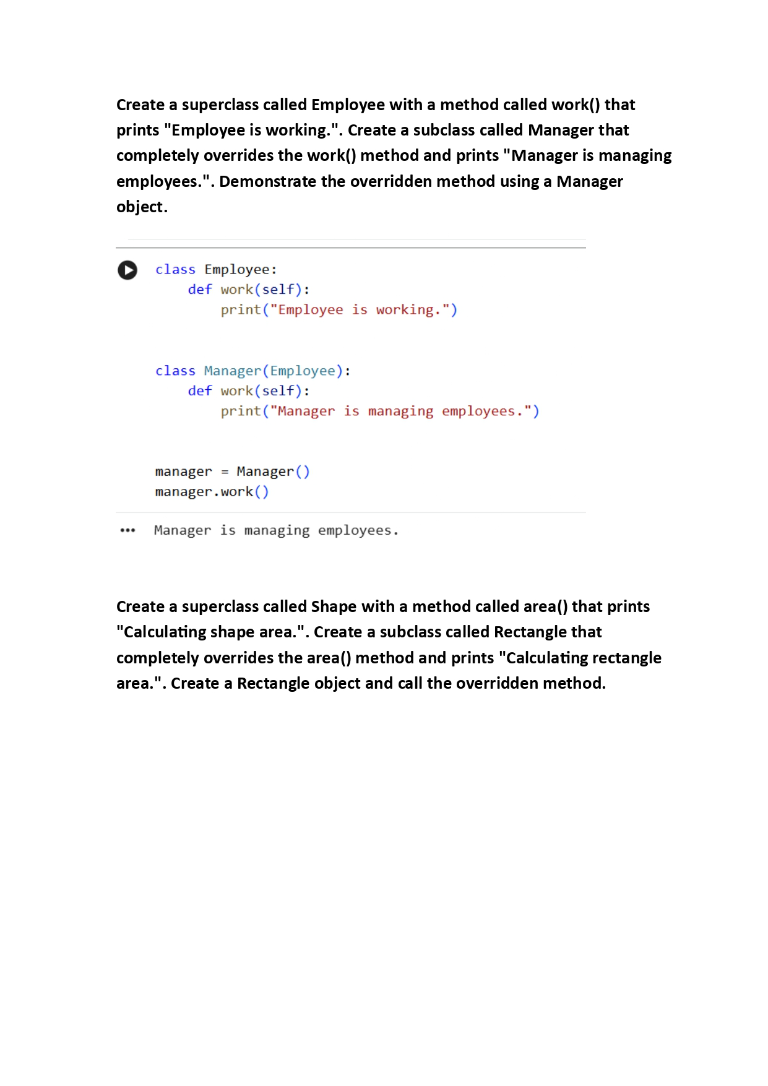 Create a superclass called Employee with a method called work() that
prints "Employee is working.". Create a subclass called Manager that
completely overrides the work() method and prints "Manager is managing
employees.". Demonstrate the overridden method using a Manager
object.
class Employee:
    def work(self):
        print("Employee is working.")
class Manager(Employee):
    def work(self):
        print("Manager is managing employees.")
manager = Manager()
manager.work()
••• Manager is managing employees.
Create a superclass called Shape with a method called area() that prints
"Calculating shape area.". Create a subclass called Rectangle that
completely overrides the area() method and prints "Calculating rectangle
area.". Create a Rectangle object and call the overridden method.